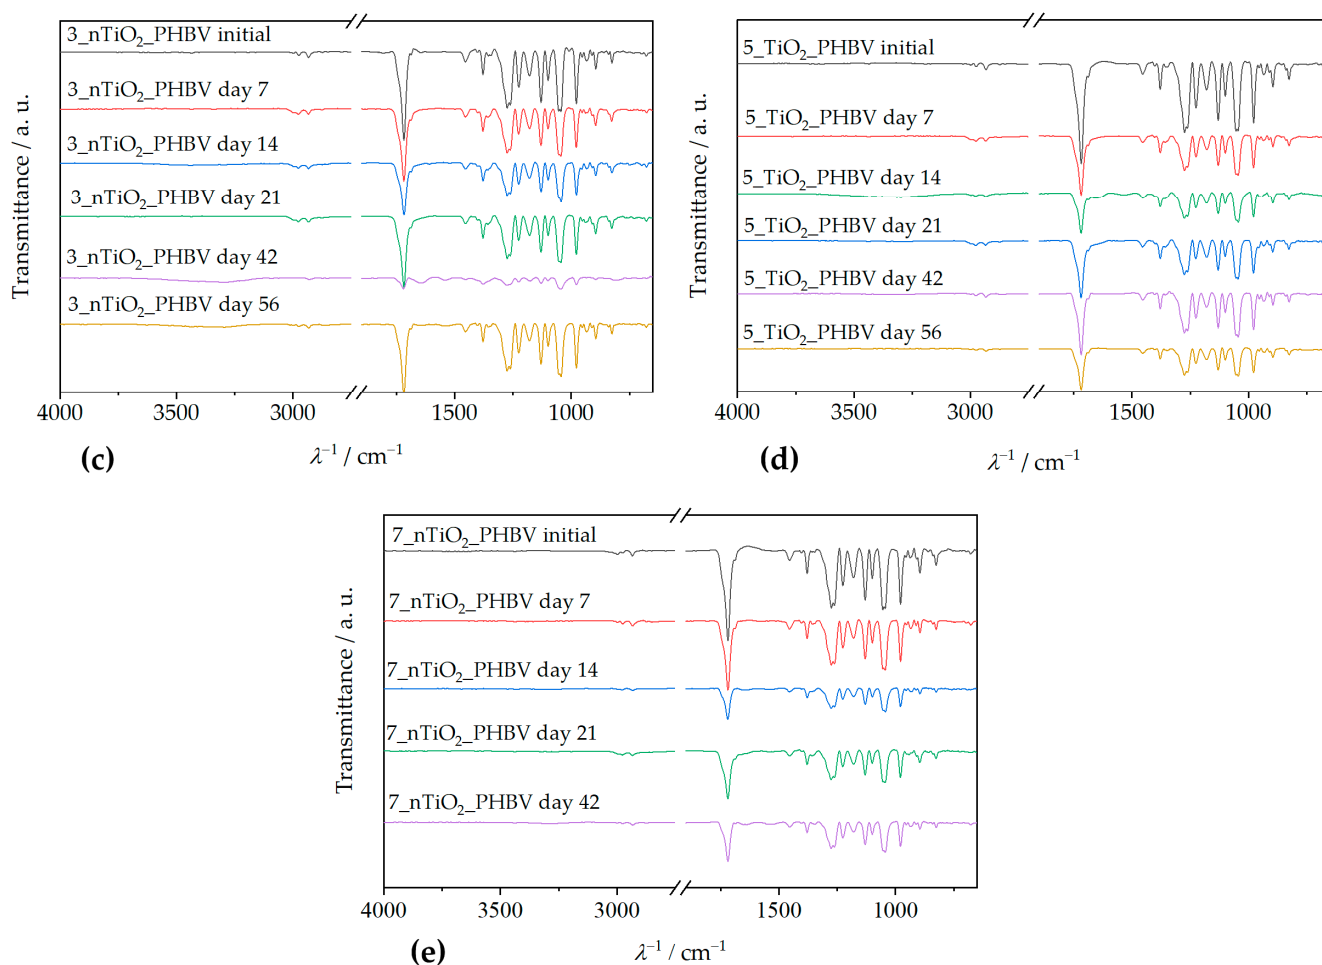 3_nTiO₂_PHBV initial
3_nTiO₂_PHBV day 7
3_nTiO₂_PHBV day 14
3_nTiO₂_PHBV day 21
3_nTiO₂_PHBV day 42
3_nTiO₂_PHBV day 56
Transmittance / a. u.
4000 3500 3000 1500 1000
(c) λ⁻¹ / cm⁻¹
5_TiO₂_PHBV initial
5_TiO₂_PHBV day 7
5_TiO₂_PHBV day 14
5_TiO₂_PHBV day 21
5_TiO₂_PHBV day 42
5_TiO₂_PHBV day 56
Transmittance / a. u.
4000 3500 3000 1500 1000
(d) λ⁻¹ / cm⁻¹
7_nTiO₂_PHBV initial
7_nTiO₂_PHBV day 7
7_nTiO₂_PHBV day 14
7_nTiO₂_PHBV day 21
7_nTiO₂_PHBV day 42
Transmittance / a. u.
4000 3500 3000 1500 1000
(e) λ⁻¹ / cm⁻¹